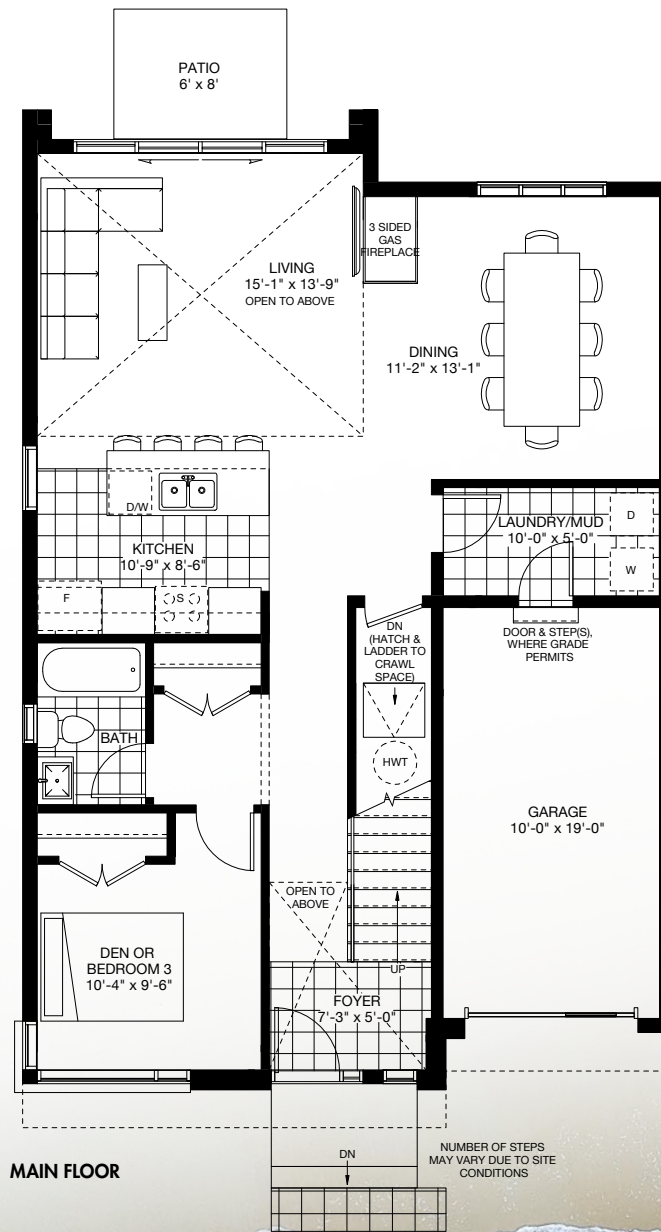 PATIO
6' x 8'
3 SIDED
GAS
FIREPLACE
LIVING
15'-1" x 13'-9"
OPEN TO ABOVE
DINING
11'-2" x 13'-1"
D/W
LAUNDRY/MUD
10'-0" x 5'-0"
D
W
KITCHEN
10'-9" x 8'-6"
F
S
DN
(HATCH &
LADDER TO
CRAWL
SPACE)
DOOR & STEP(S),
WHERE GRADE
PERMITS
BATH
HWT
GARAGE
10'-0" x 19'-0"
OPEN TO
ABOVE
DEN OR
BEDROOM 3
10'-4" x 9'-6"
UP
FOYER
7'-3" x 5'-0"
DN
NUMBER OF STEPS
MAY VARY DUE TO SITE
CONDITIONS
MAIN FLOOR